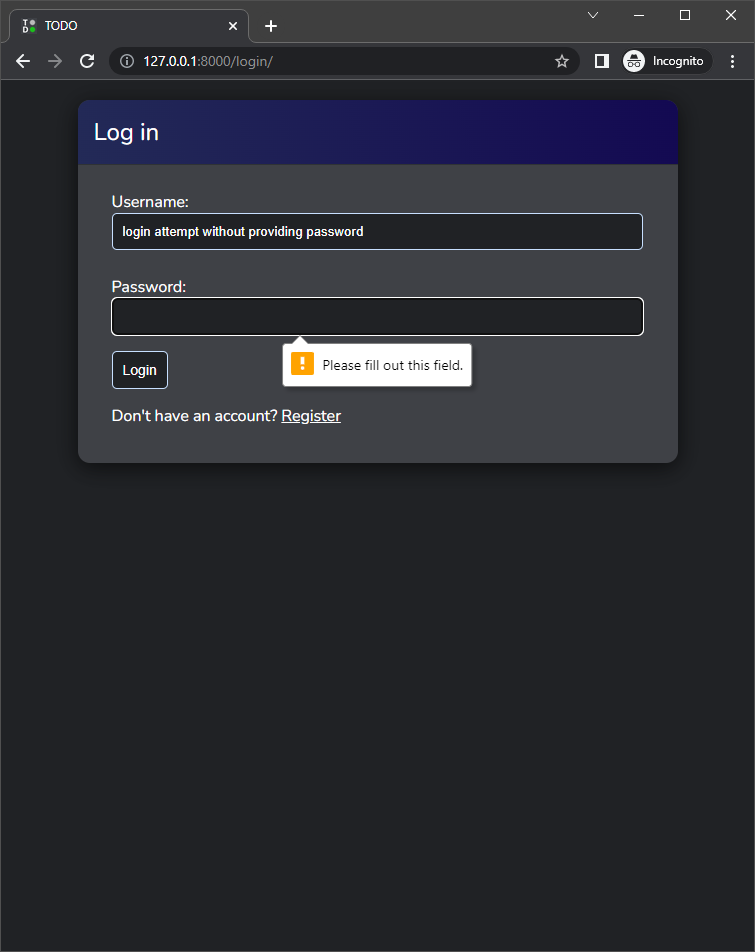 TODO
127.0.0.1:8000/login/
Incognito
Log in
Username:
login attempt without providing password
Password:
Please fill out this field.
Login
Don't have an account? Register